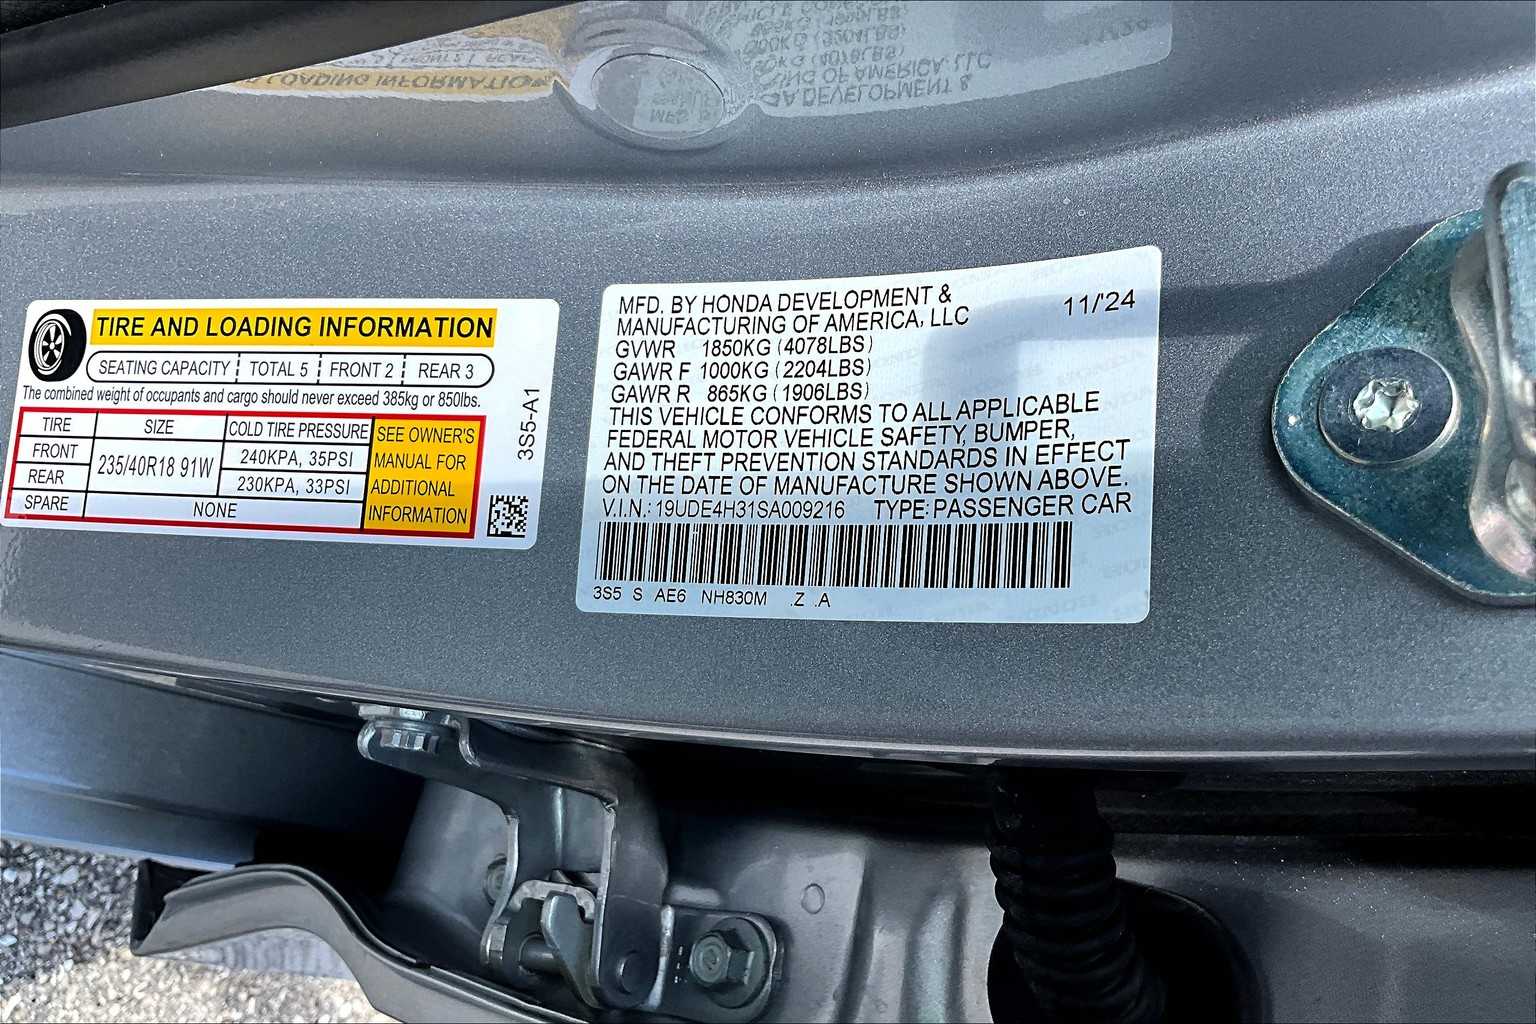 TIRE AND LOADING INFORMATION
SEATING CAPACITY TOTAL 5 FRONT 2 REAR 3
The combined weight of occupants and cargo should never exceed 385kg or 850lbs.
TIRE SIZE COLD TIRE PRESSURE
FRONT 235/40R18 91W 240KPA, 35PSI
REAR 230KPA, 33PSI
SPARE NONE
SEE OWNER'S
MANUAL FOR
ADDITIONAL
INFORMATION
3S5-A1
MFD. BY HONDA DEVELOPMENT & 11/'24
MANUFACTURING OF AMERICA, LLC
GVWR 1850KG (4078LBS)
GAWR F 1000KG (2204LBS)
GAWR R 865KG (1906LBS)
THIS VEHICLE CONFORMS TO ALL APPLICABLE
FEDERAL MOTOR VEHICLE SAFETY, BUMPER,
AND THEFT PREVENTION STANDARDS IN EFFECT
ON THE DATE OF MANUFACTURE SHOWN ABOVE.
V.I.N.: 19UDE4H31SA009216 TYPE: PASSENGER CAR
3S5 S AE6 NH830M .Z .A